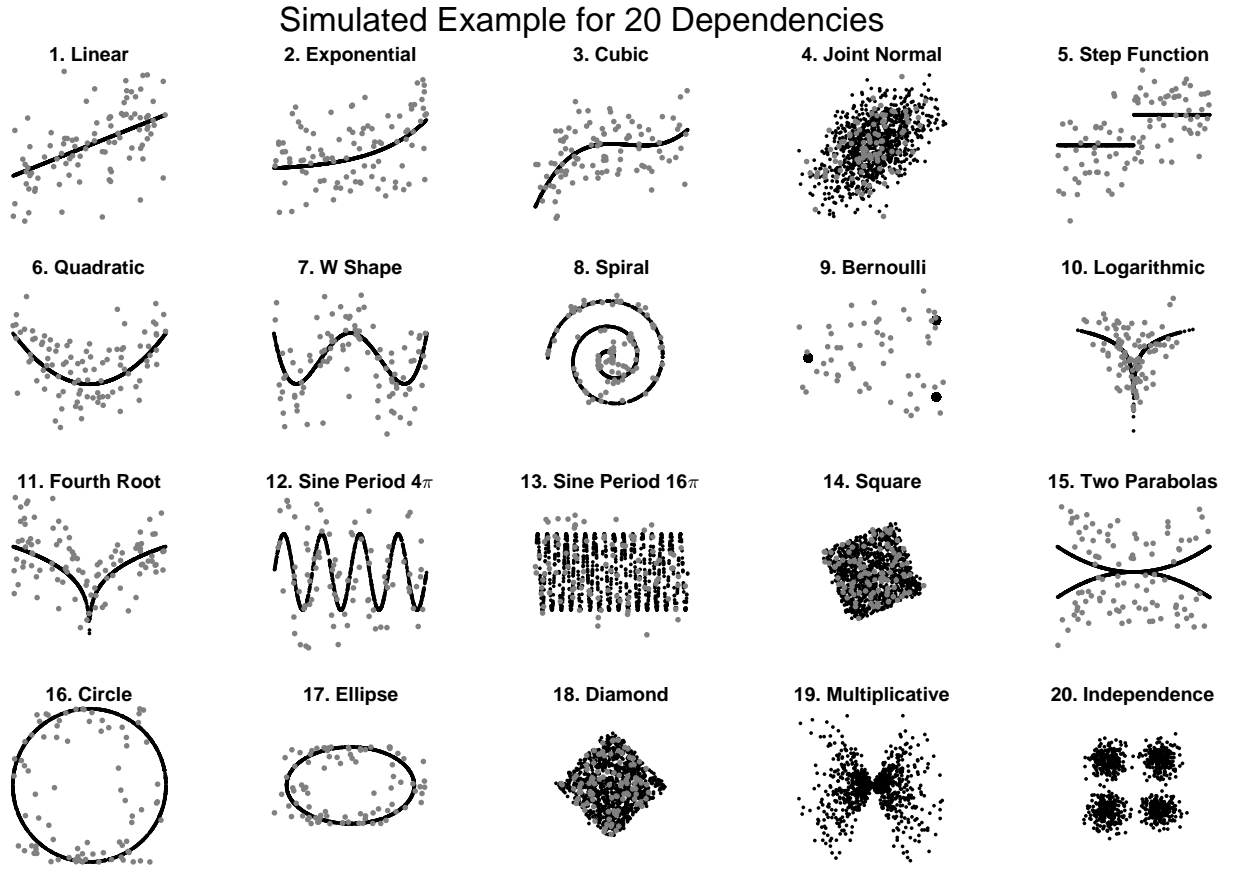 Simulated Example for 20 Dependencies
1. Linear
2. Exponential
3. Cubic
4. Joint Normal
5. Step Function
6. Quadratic
7. W Shape
8. Spiral
9. Bernoulli
10. Logarithmic
11. Fourth Root
12. Sine Period 4π
13. Sine Period 16π
14. Square
15. Two Parabolas
16. Circle
17. Ellipse
18. Diamond
19. Multiplicative
20. Independence